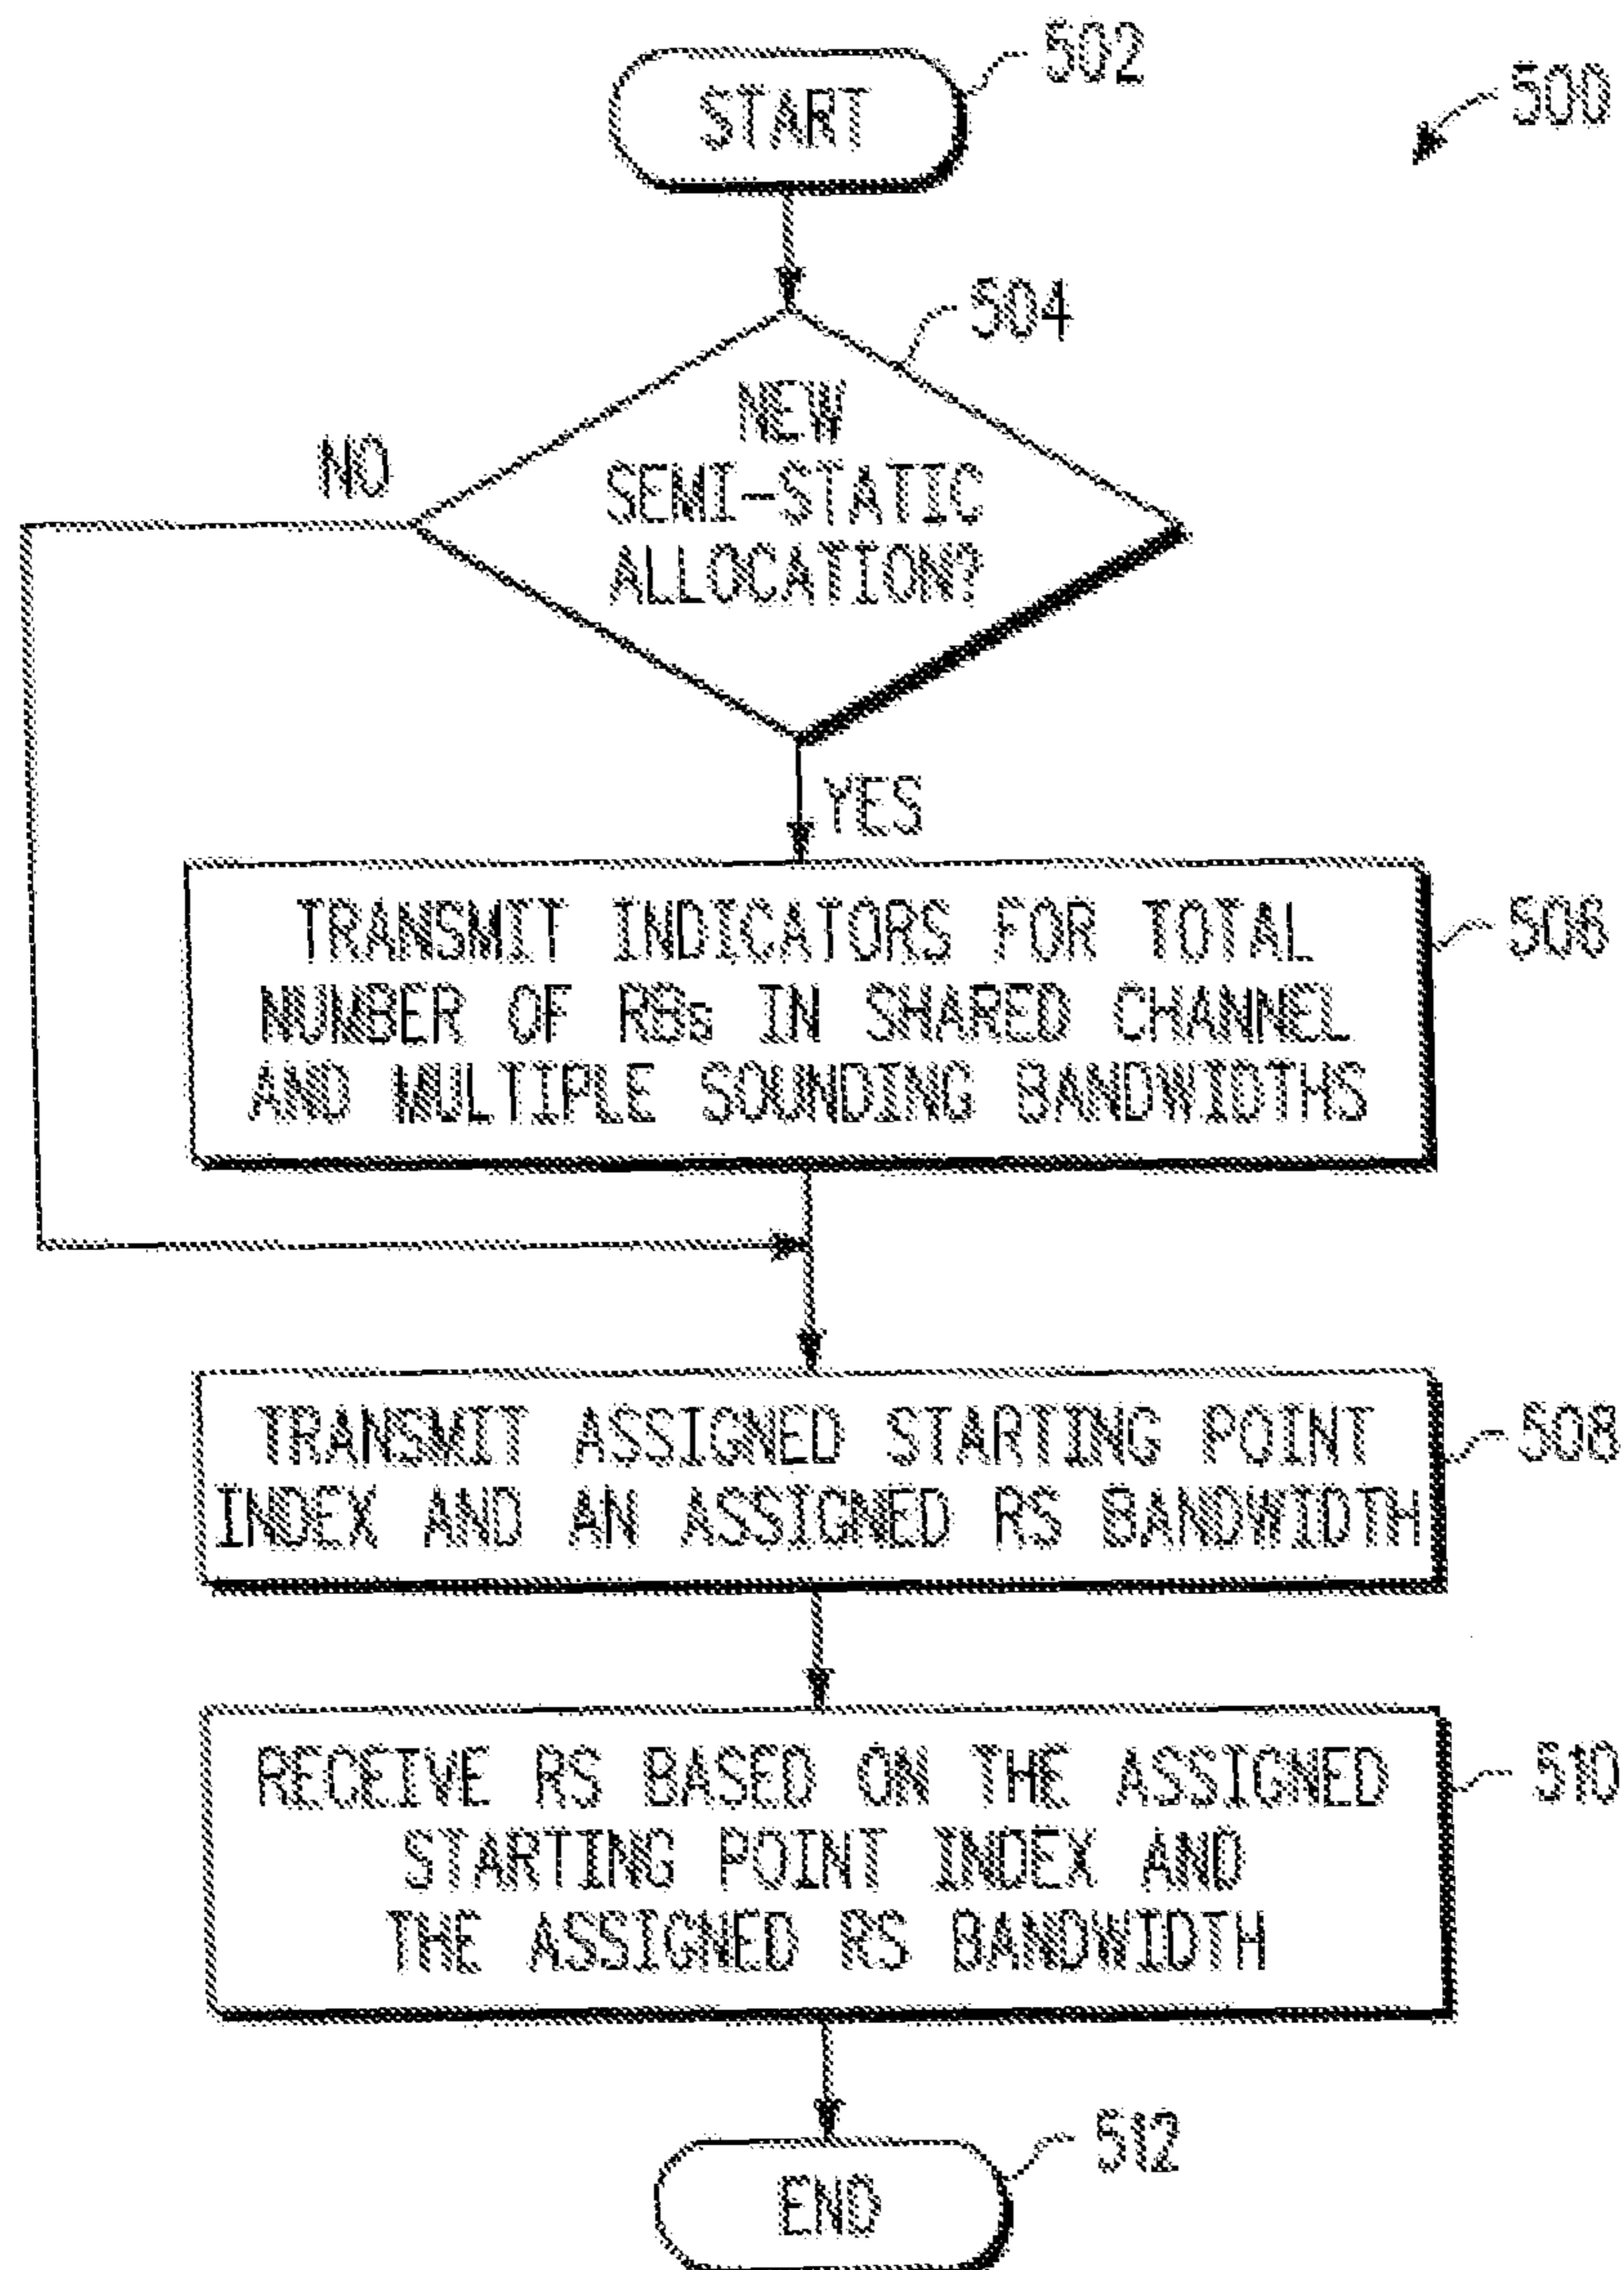 502
500
START
504
NEW
SEMI-STATIC
ALLOCATION?
NO
YES
TRANSMIT INDICATORS FOR TOTAL
NUMBER OF RBs IN SHARED CHANNEL
AND MULTIPLE SOUNDING BANDWIDTHS
506
TRANSMIT ASSIGNED STARTING POINT
INDEX AND AN ASSIGNED RS BANDWIDTH
508
RECEIVE RS BASED ON THE ASSIGNED
STARTING POINT INDEX AND
THE ASSIGNED RS BANDWIDTH
510
512
END